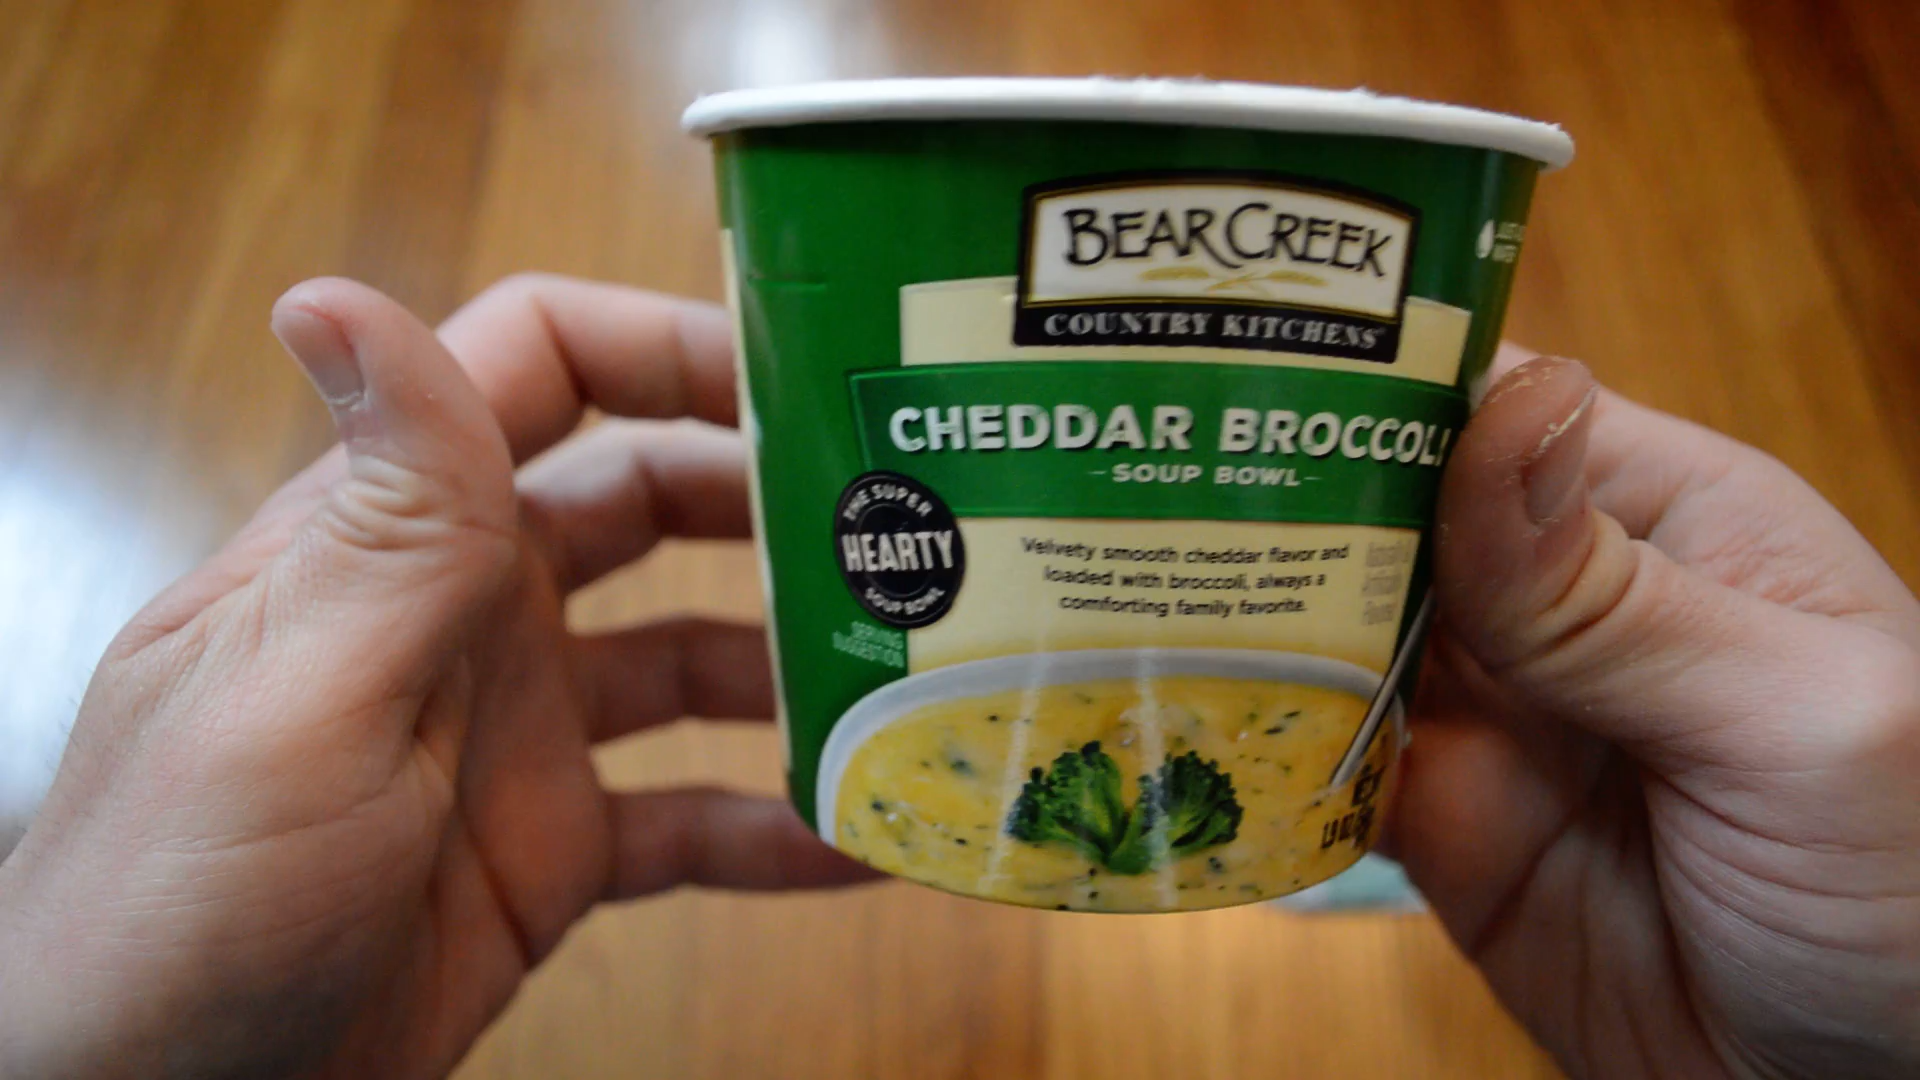 BEAR CREEK
COUNTRY KITCHENS
CHEDDAR BROCCOLI
-SOUP BOWL-
THE SUPER
HEARTY
SOUP BOWL
Velvety smooth cheddar flavor and
loaded with broccoli, always a
comforting family favorite.
SERVING
SUGGESTION